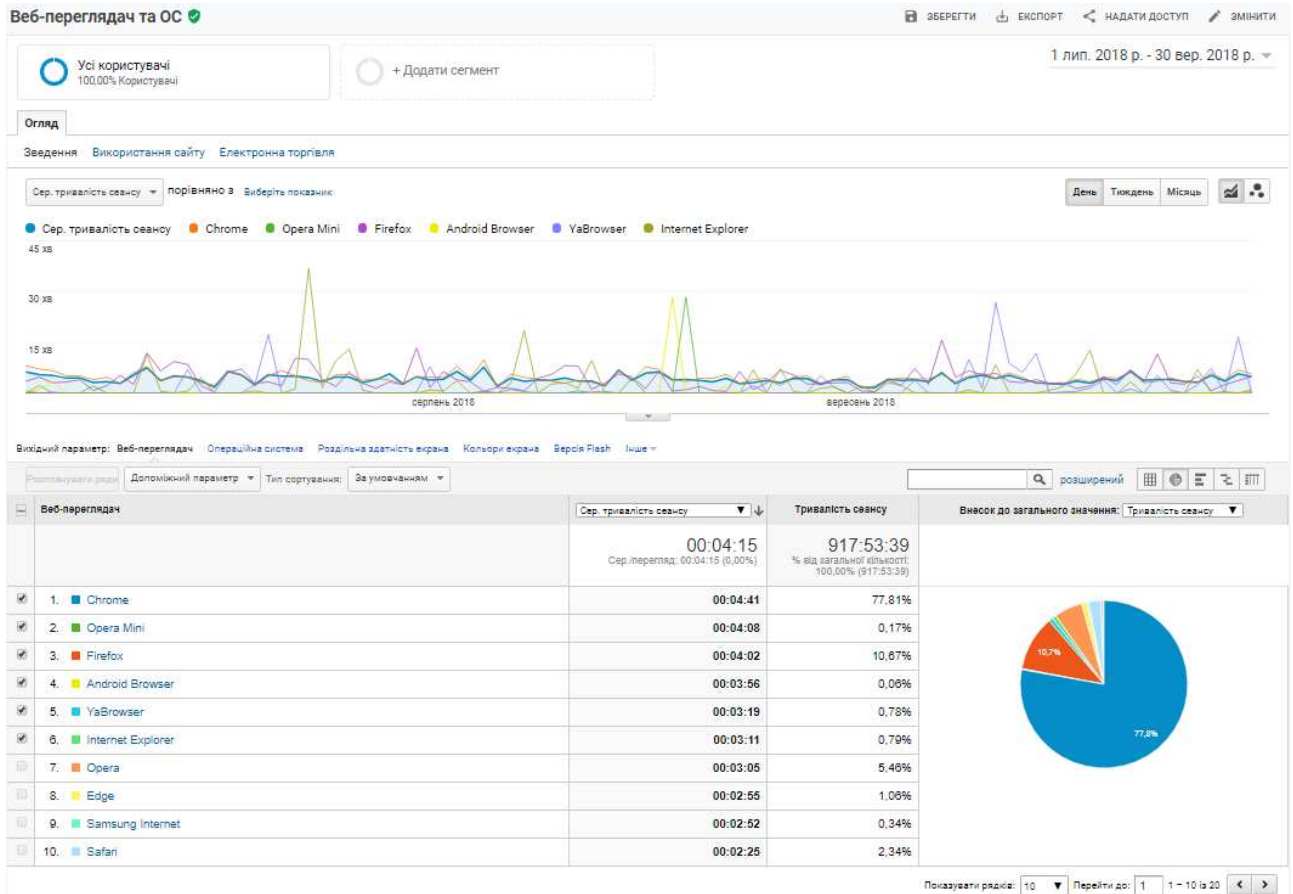 Веб-переглядач та ОС
ЗБЕРЕГТИ ЕКСПОРТ НАДАТИ ДОСТУП ЗМІНИТИ
Усі користувачі
100,00% Користувачі
+ Додати сегмент
1 лип. 2018 р. - 30 вер. 2018 р.
Огляд
Зведення Використання сайту Електронна торгівля
Сер. тривалість сеансу порівняно з Виберіть показник
День Тиждень Місяць
Сер. тривалість сеансу Chrome Opera Mini Firefox Android Browser YaBrowser Internet Explorer
45 хв
30 хв
15 хв
серпень 2018 вересень 2018
Вихідний параметр: Веб-переглядач Операційна система Роздільна здатність екрана Кольори екрана Версія Flash Інше
Допоміжний параметр Тип сортування: За умовчанням розширений
Веб-переглядач Сер. тривалість сеансу Тривалість сеансу Внесок до загального значення: Тривалість сеансу
00:04:15 917:53:39
Сер./перегляд: 00:04:15 (0,00%) % від загальної кількості:
100,00% (917:53:39)
1. Chrome 00:04:41 77,81%
2. Opera Mini 00:04:08 0,17%
3. Firefox 00:04:02 10,67%
4. Android Browser 00:03:56 0,06%
5. YaBrowser 00:03:19 0,78%
6. Internet Explorer 00:03:11 0,79%
7. Opera 00:03:05 5,46%
8. Edge 00:02:55 1,06%
9. Samsung Internet 00:02:52 0,34%
10. Safari 00:02:25 2,34%
10,7%
77,8%
Показувати рядків: 10 Перейти до: 1 1 – 10 із 20